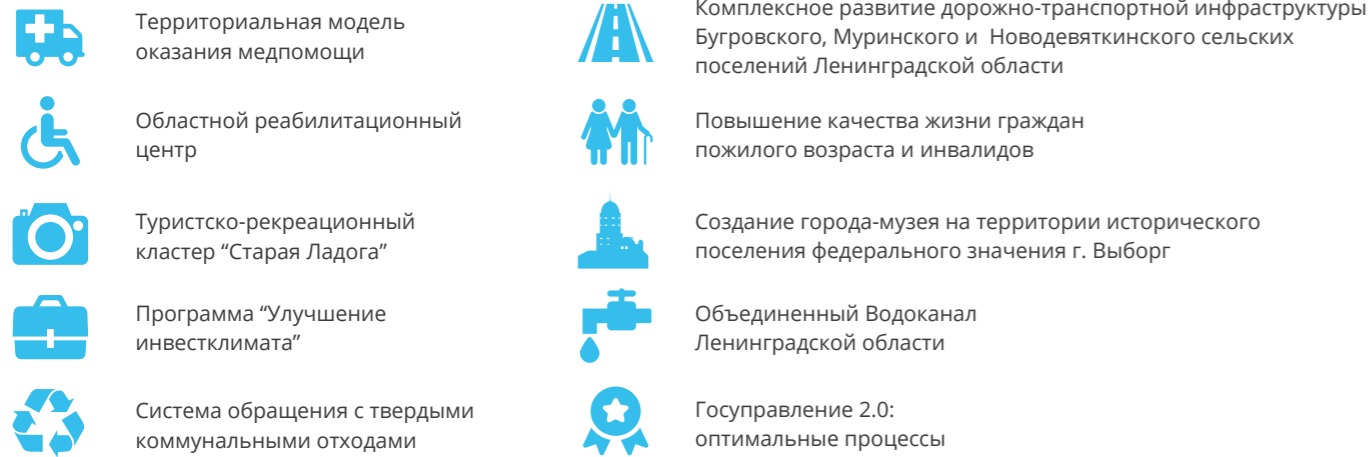 Территориальная модель
оказания медпомощи
Областной реабилитационный
центр
Туристско-рекреационный
кластер “Старая Ладога”
Программа “Улучшение
инвестклимата”
Система обращения с твердыми
коммунальными отходами
Комплексное развитие дорожно-транспортной инфраструктуры
Бугровского, Муринского и Новодевяткинского сельских
поселений Ленинградской области
Повышение качества жизни граждан
пожилого возраста и инвалидов
Создание города-музея на территории исторического
поселения федерального значения г. Выборг
Объединенный Водоканал
Ленинградской области
Госуправление 2.0:
оптимальные процессы